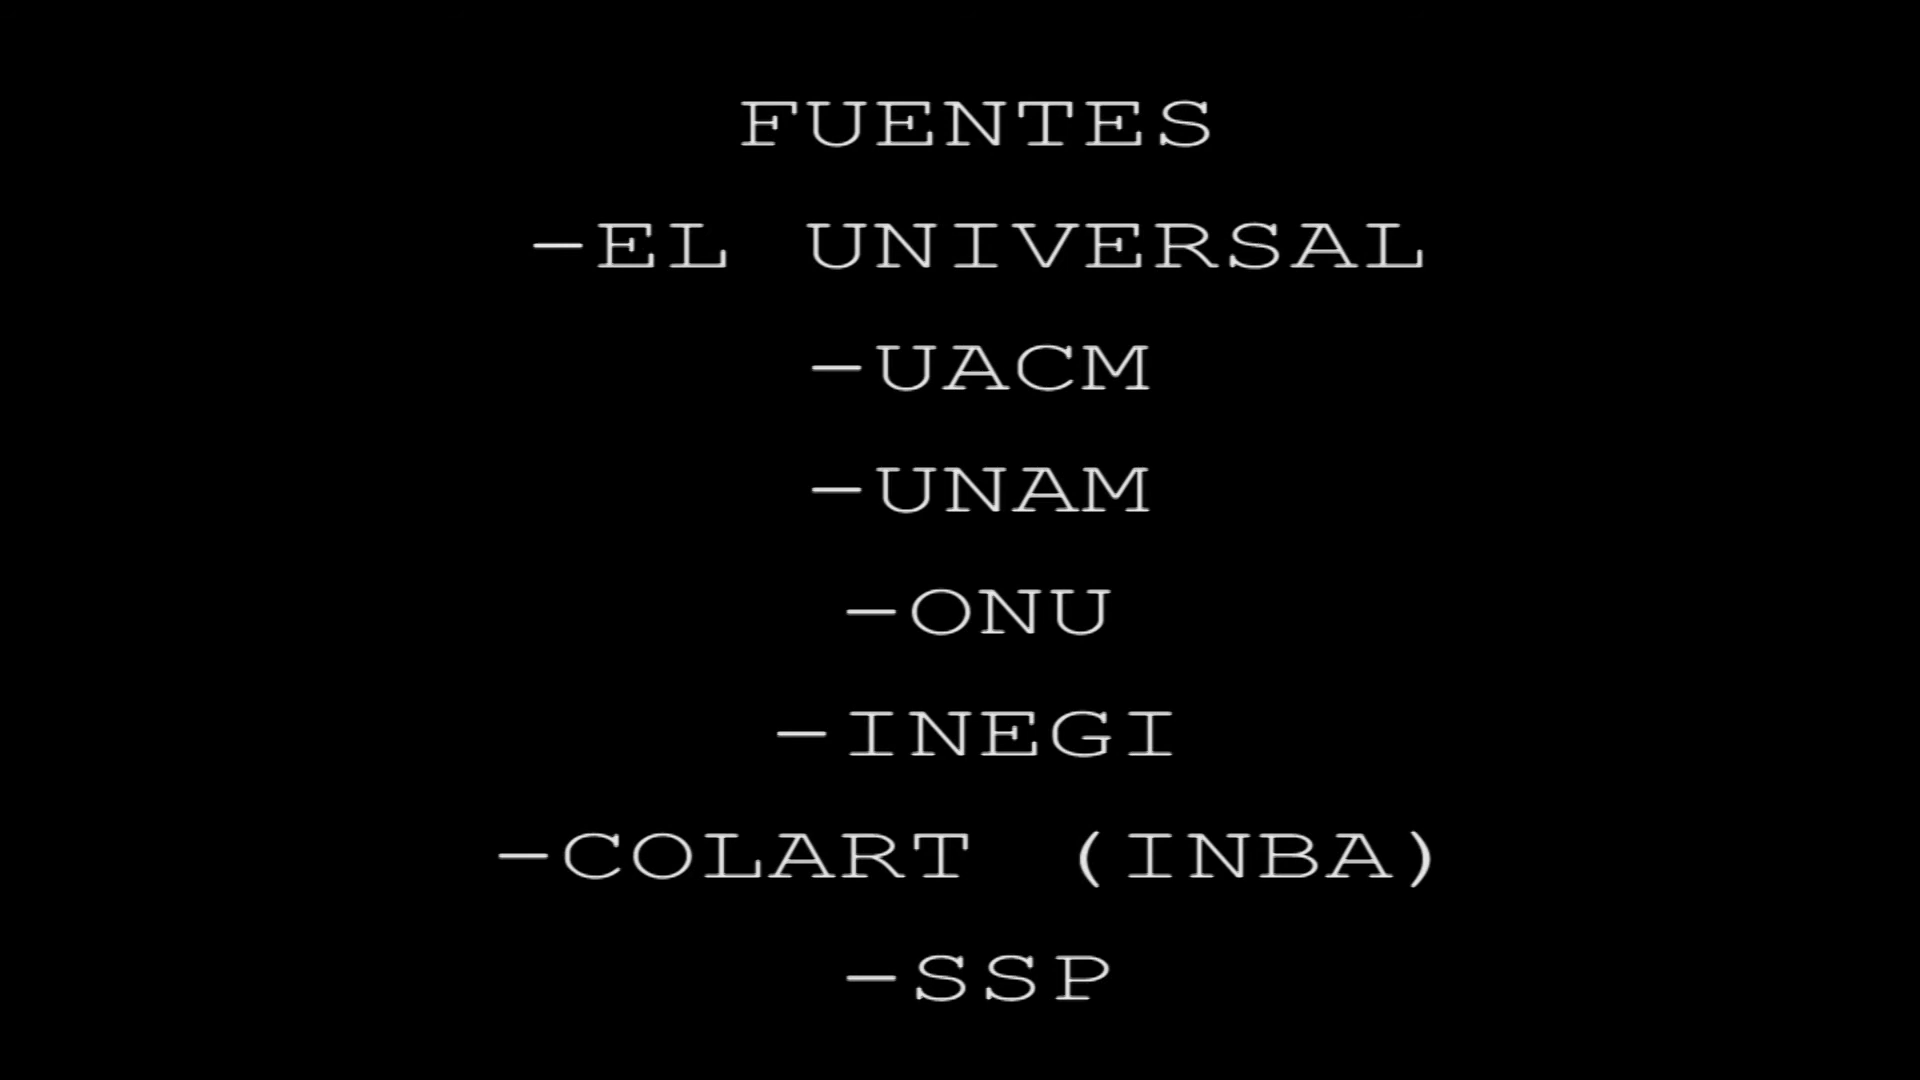 FUENTES
-EL UNIVERSAL
-UACM
-UNAM
-ONU
-INEGI
-COLART (INBA)
-SSP